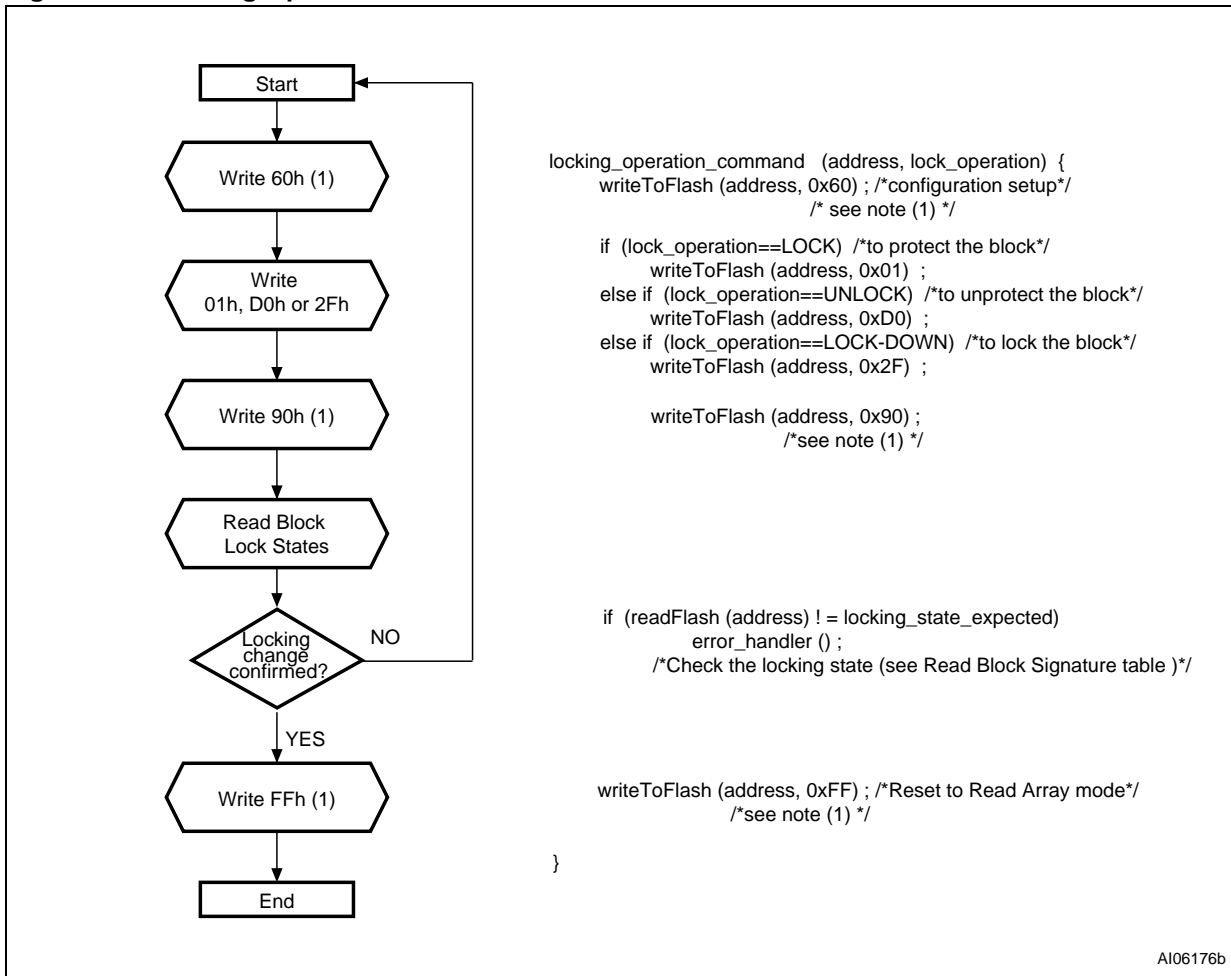 Start
Write 60h (1)
Write
01h, D0h or 2Fh
Write 90h (1)
Read Block
Lock States
Locking
change
confirmed?
NO
YES
Write FFh (1)
End
locking_operation_command (address, lock_operation) {
writeToFlash (address, 0x60) ; /*configuration setup*/
/* see note (1) */
if (lock_operation==LOCK) /*to protect the block*/
writeToFlash (address, 0x01) ;
else if (lock_operation==UNLOCK) /*to unprotect the block*/
writeToFlash (address, 0xD0) ;
else if (lock_operation==LOCK-DOWN) /*to lock the block*/
writeToFlash (address, 0x2F) ;
writeToFlash (address, 0x90) ;
/*see note (1) */
if (readFlash (address) ! = locking_state_expected)
error_handler () ;
/*Check the locking state (see Read Block Signature table )*/
writeToFlash (address, 0xFF) ; /*Reset to Read Array mode*/
/*see note (1) */
}
AI06176b